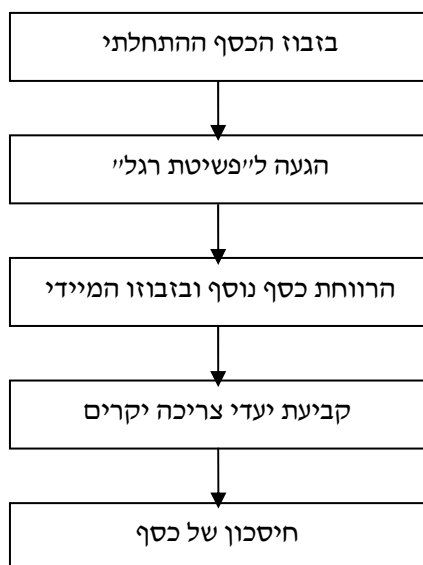 בזבוז הכסף ההתחלתי
הגעה ל״פשיטת רגל״
הרווחת כסף נוסף ובזבוזו המיידי
קביעת יעדי צריכה יקרים
חיסכון של כסף